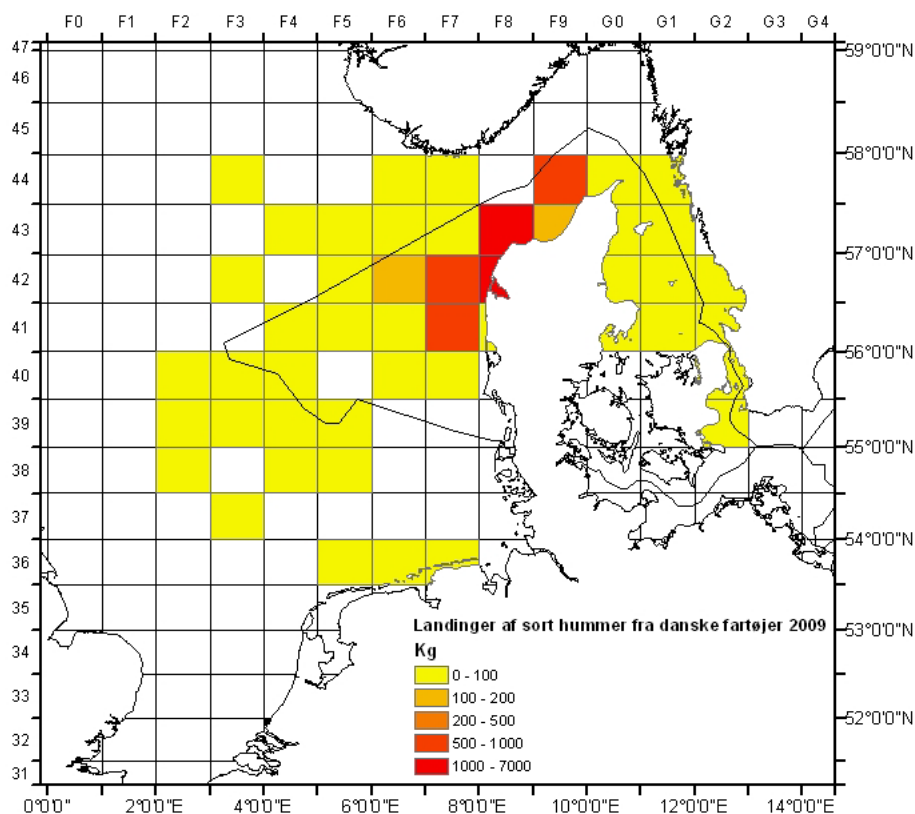 F0 F1 F2 F3 F4 F5 F6 F7 F8 F9 G0 G1 G2 G3 G4
47
59°0'0"N
46
45
58°0'0"N
44
43
57°0'0"N
42
41
56°0'0"N
40
39
55°0'0"N
38
37
54°0'0"N
36
35
53°0'0"N
34
33
52°0'0"N
32
31
Landinger af sort hummer fra danske fartøjer 2009
Kg
0 - 100
100 - 200
200 - 500
500 - 1000
1000 - 7000
0°0'0" 2°0'0"E 4°0'0"E 6°0'0"E 8°0'0"E 10°0'0"E 12°0'0"E 14°0'0"E